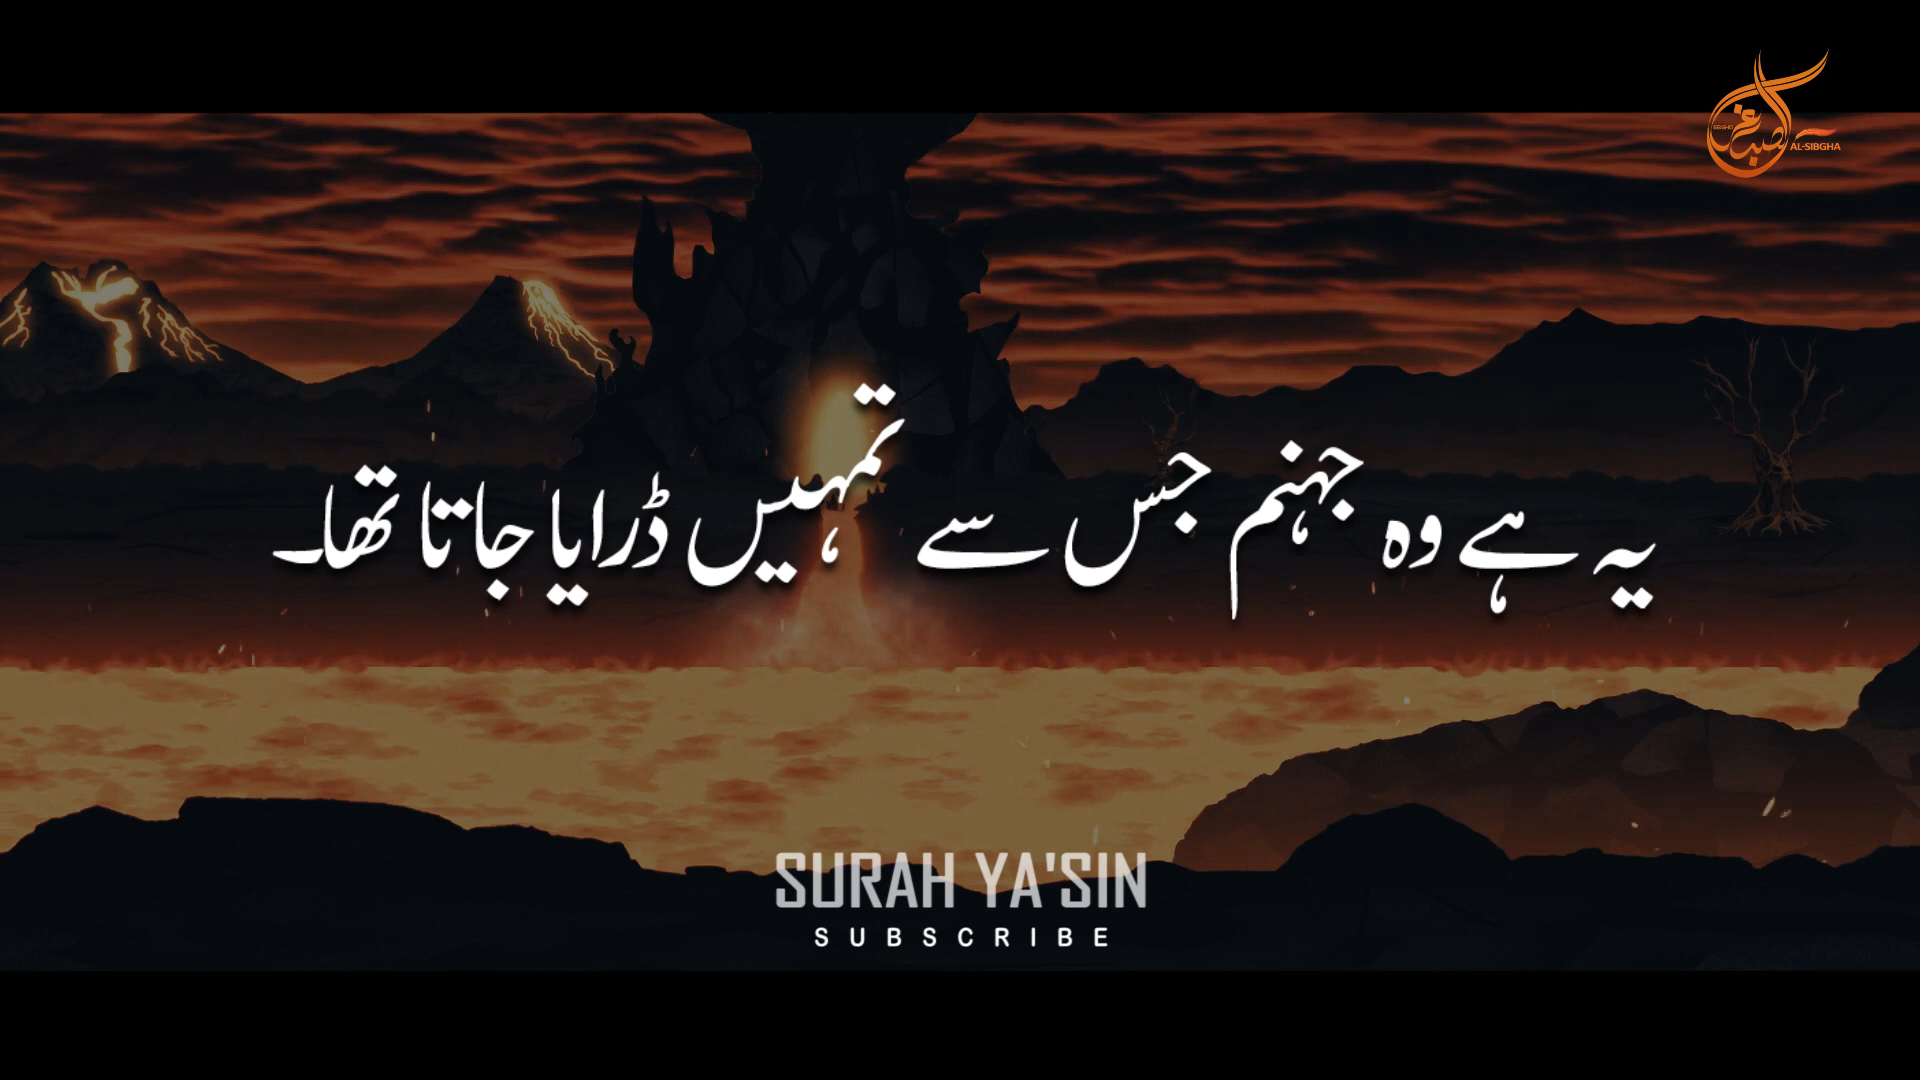 AL-SIBGHA
یہ ہے وہ جہنم جس سے تمہیں ڈرایا جاتا تھا۔
SURAH YA'SIN
SUBSCRIBE